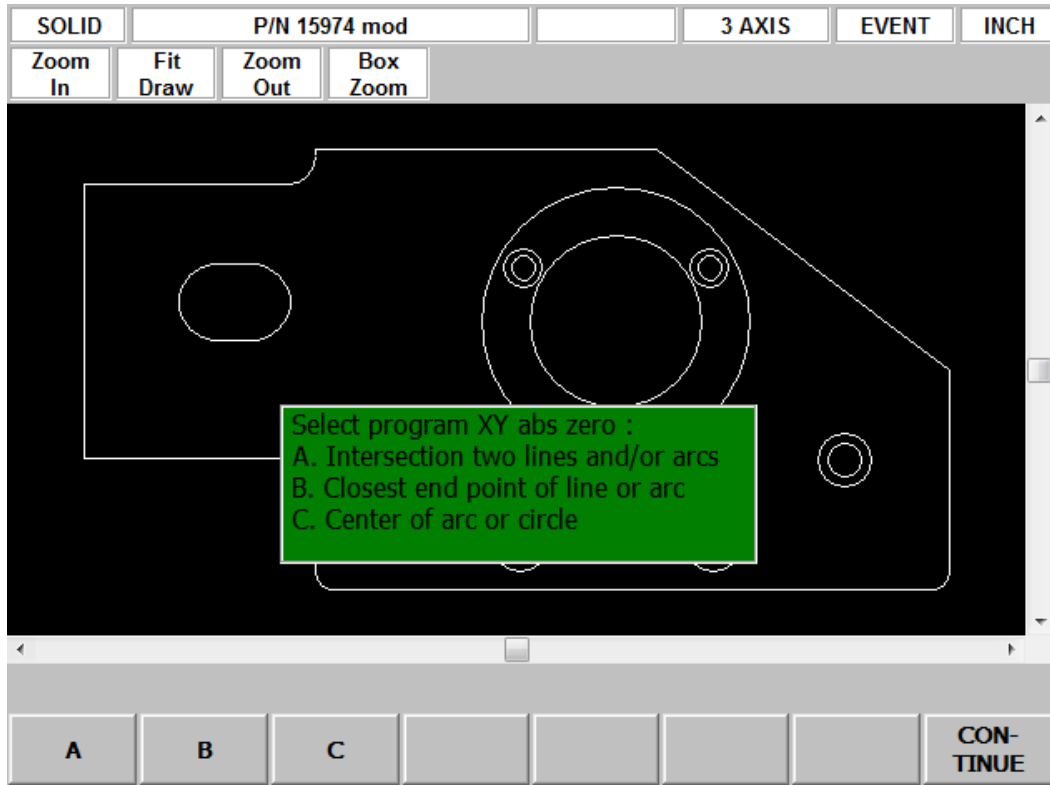 SOLID
P/N 15974 mod
3 AXIS
EVENT
INCH
Zoom
In
Fit
Draw
Zoom
Out
Box
Zoom
Select program XY abs zero :
A. Intersection two lines and/or arcs
B. Closest end point of line or arc
C. Center of arc or circle
A
B
C
CON-
TINUE